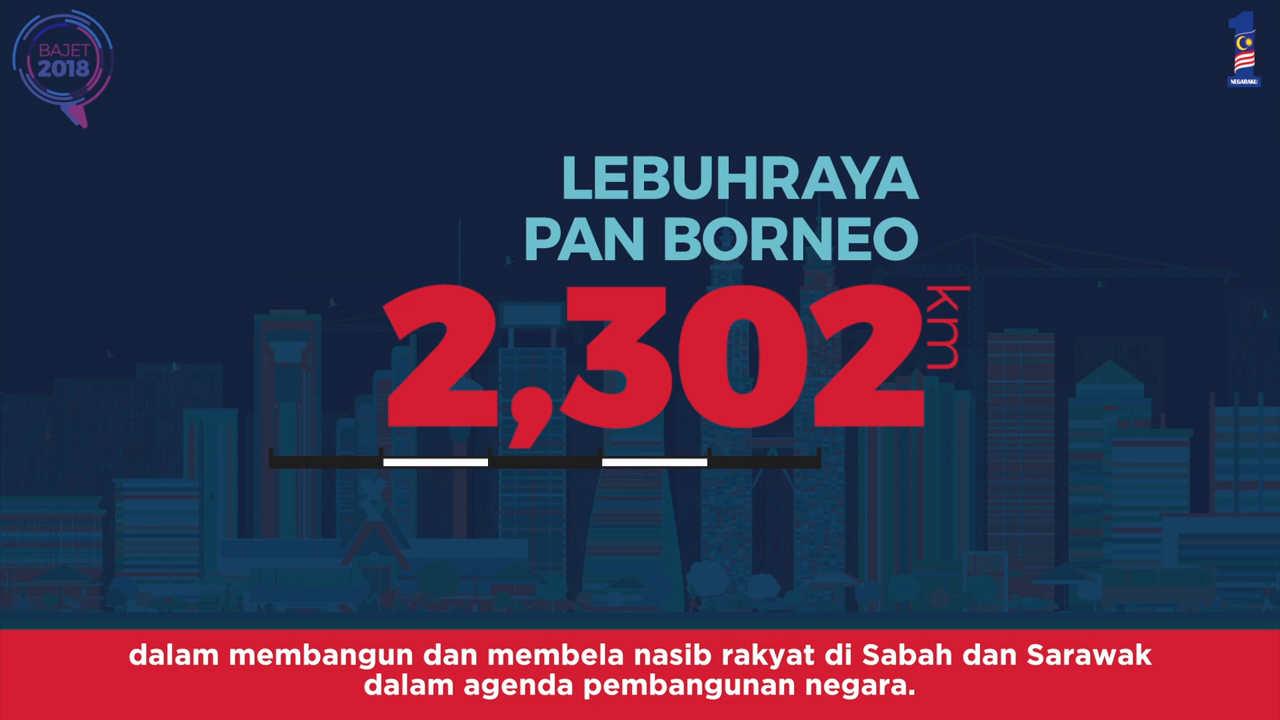 BAJET
2018
NEGARAKU
LEBUHRAYA
PAN BORNEO
2,302 km
dalam membangun dan membela nasib rakyat di Sabah dan Sarawak
dalam agenda pembangunan negara.